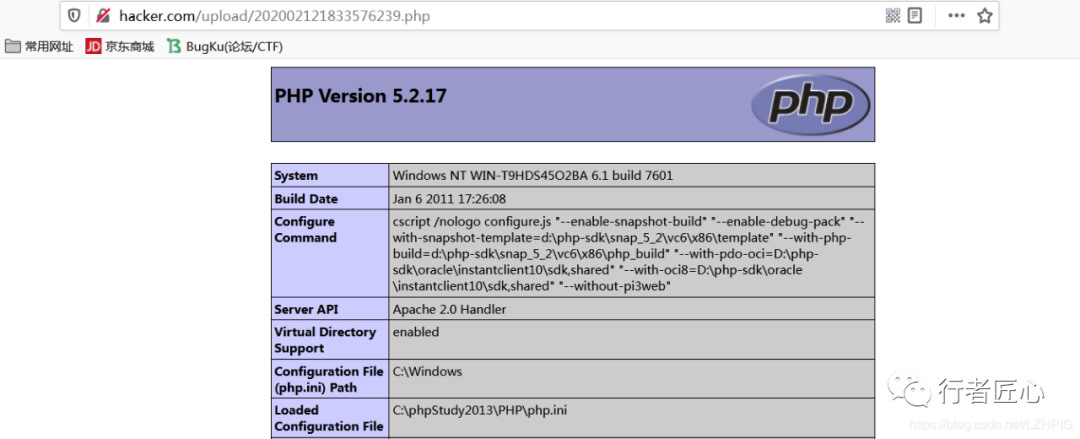 hacker.com/upload/202002121833576239.php
常用网址 JD 京东商城 BugKu(论坛/CTF)
PHP Version 5.2.17
php
System Windows NT WIN-T9HDS45O2BA 6.1 build 7601
Build Date Jan 6 2011 17:26:08
Configure Command cscript /nologo configure.js "--enable-snapshot-build" "--enable-debug-pack" "--
with-snapshot-template=d:\php-sdk\snap_5_2\vc6\x86\template" "--with-php-
build=d:\php-sdk\snap_5_2\vc6\x86\php_build" "--with-pdo-oci=D:\php-
sdk\oracle\instantclient10\sdk,shared" "--with-oci8=D:\php-sdk\oracle
\instantclient10\sdk,shared" "--without-pi3web"
Server API Apache 2.0 Handler
Virtual Directory Support enabled
Configuration File (php.ini) Path C:\Windows
Loaded Configuration File C:\phpStudy2013\PHP\php.ini
行者匠心
https://blog.csdn.net/LZHPIG